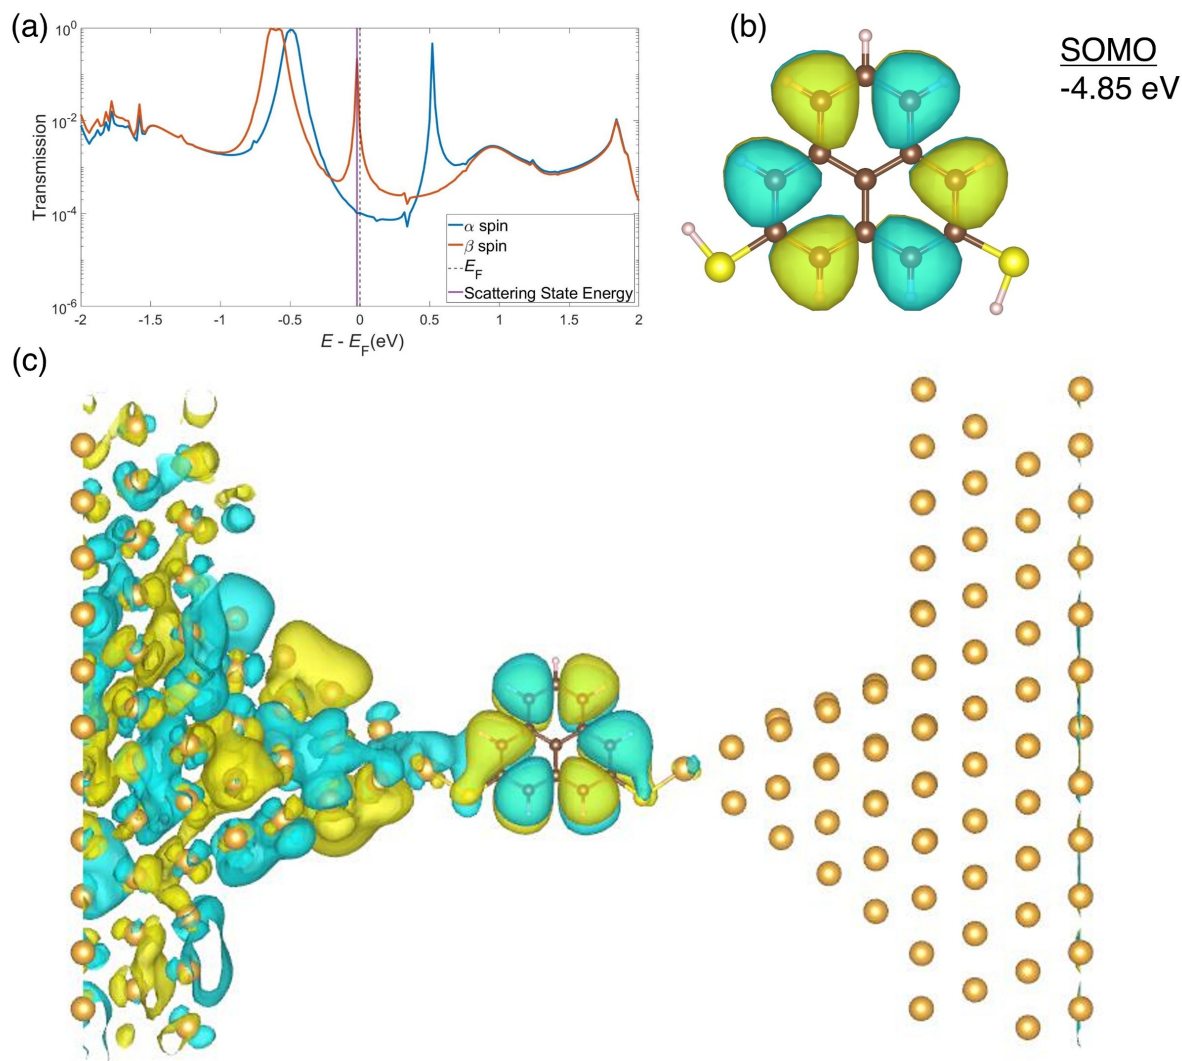 (a)
10^0
10^-2
10^-4
10^-6
Transmission
-2 -1.5 -1 -0.5 0 0.5 1 1.5 2
E - E_F(eV)
α spin
β spin
E_F
Scattering State Energy
(b)
SOMO
-4.85 eV
(c)